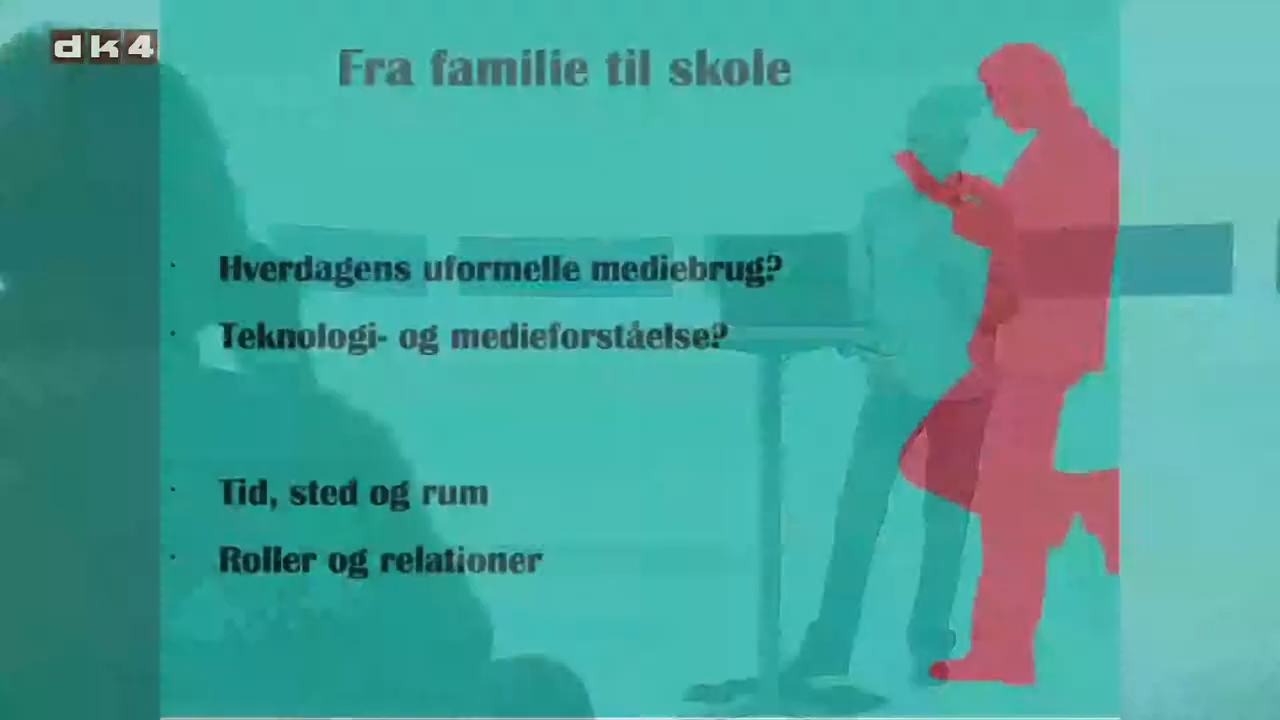 dk4
Fra familie til skole
· Hverdagens uformelle mediebrug?
· Teknologi- og medieforståelse?
· Tid, sted og rum
· Roller og relationer